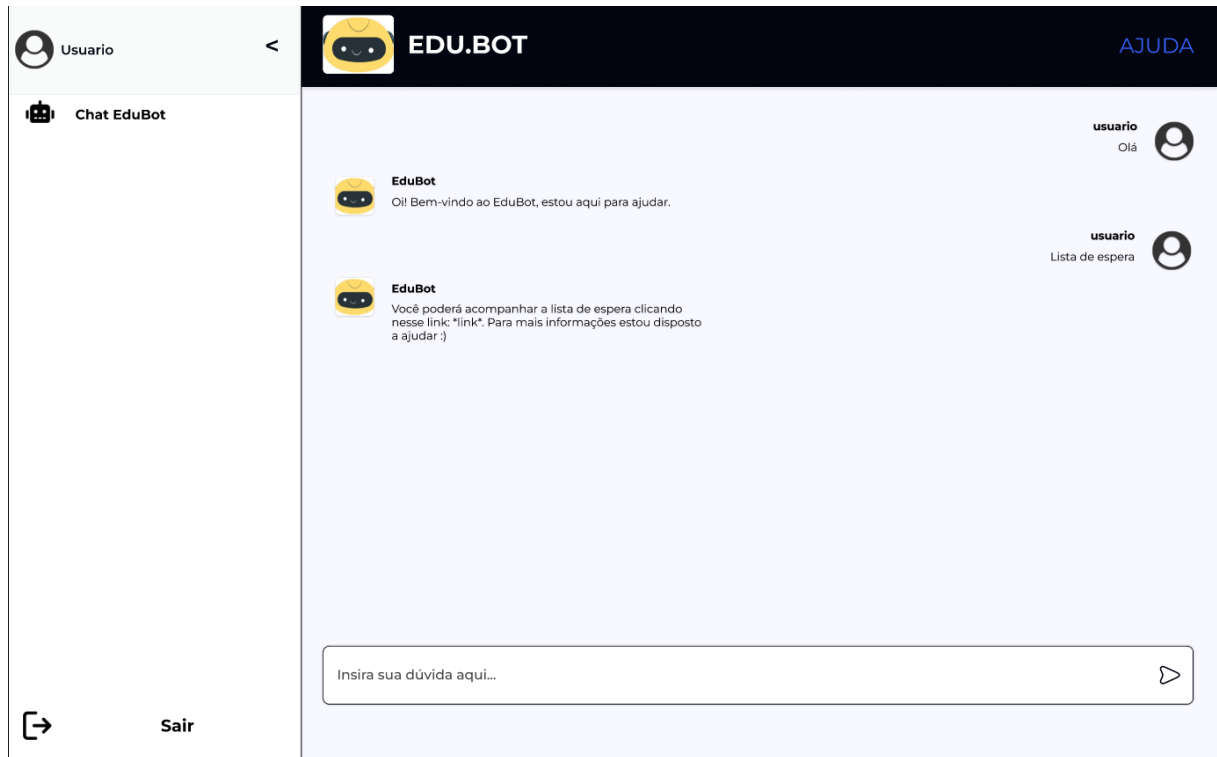 Usuario
<
Chat EduBot
Sair
EDU.BOT
AJUDA
usuario
Olá
EduBot
Oi! Bem-vindo ao EduBot, estou aqui para ajudar.
usuario
Lista de espera
EduBot
Você poderá acompanhar a lista de espera clicando
nesse link: *link*. Para mais informações estou disposto
a ajudar :)
Insira sua dúvida aqui...